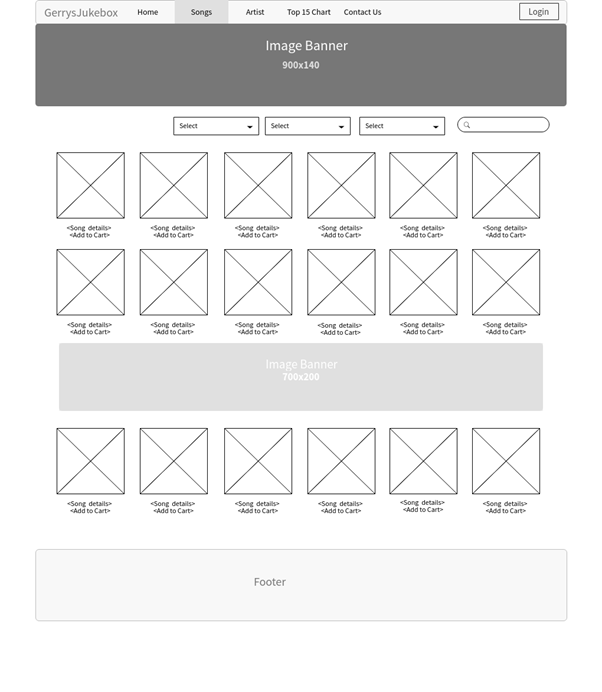 GerrysJukebox Home Songs Artist Top 15 Chart Contact Us Login
Image Banner
900x140
Select Select Select
<Song details> <Song details> <Song details> <Song details> <Song details> <Song details>
<Add to Cart> <Add to Cart> <Add to Cart> <Add to Cart> <Add to Cart> <Add to Cart>
<Song details> <Song details> <Song details> <Song details> <Song details> <Song details>
<Add to Cart> <Add to Cart> <Add to Cart> <Add to Cart> <Add to Cart> <Add to Cart>
Image Banner
700x200
<Song details> <Song details> <Song details> <Song details> <Song details> <Song details>
<Add to Cart> <Add to Cart> <Add to Cart> <Add to Cart> <Add to Cart> <Add to Cart>
Footer